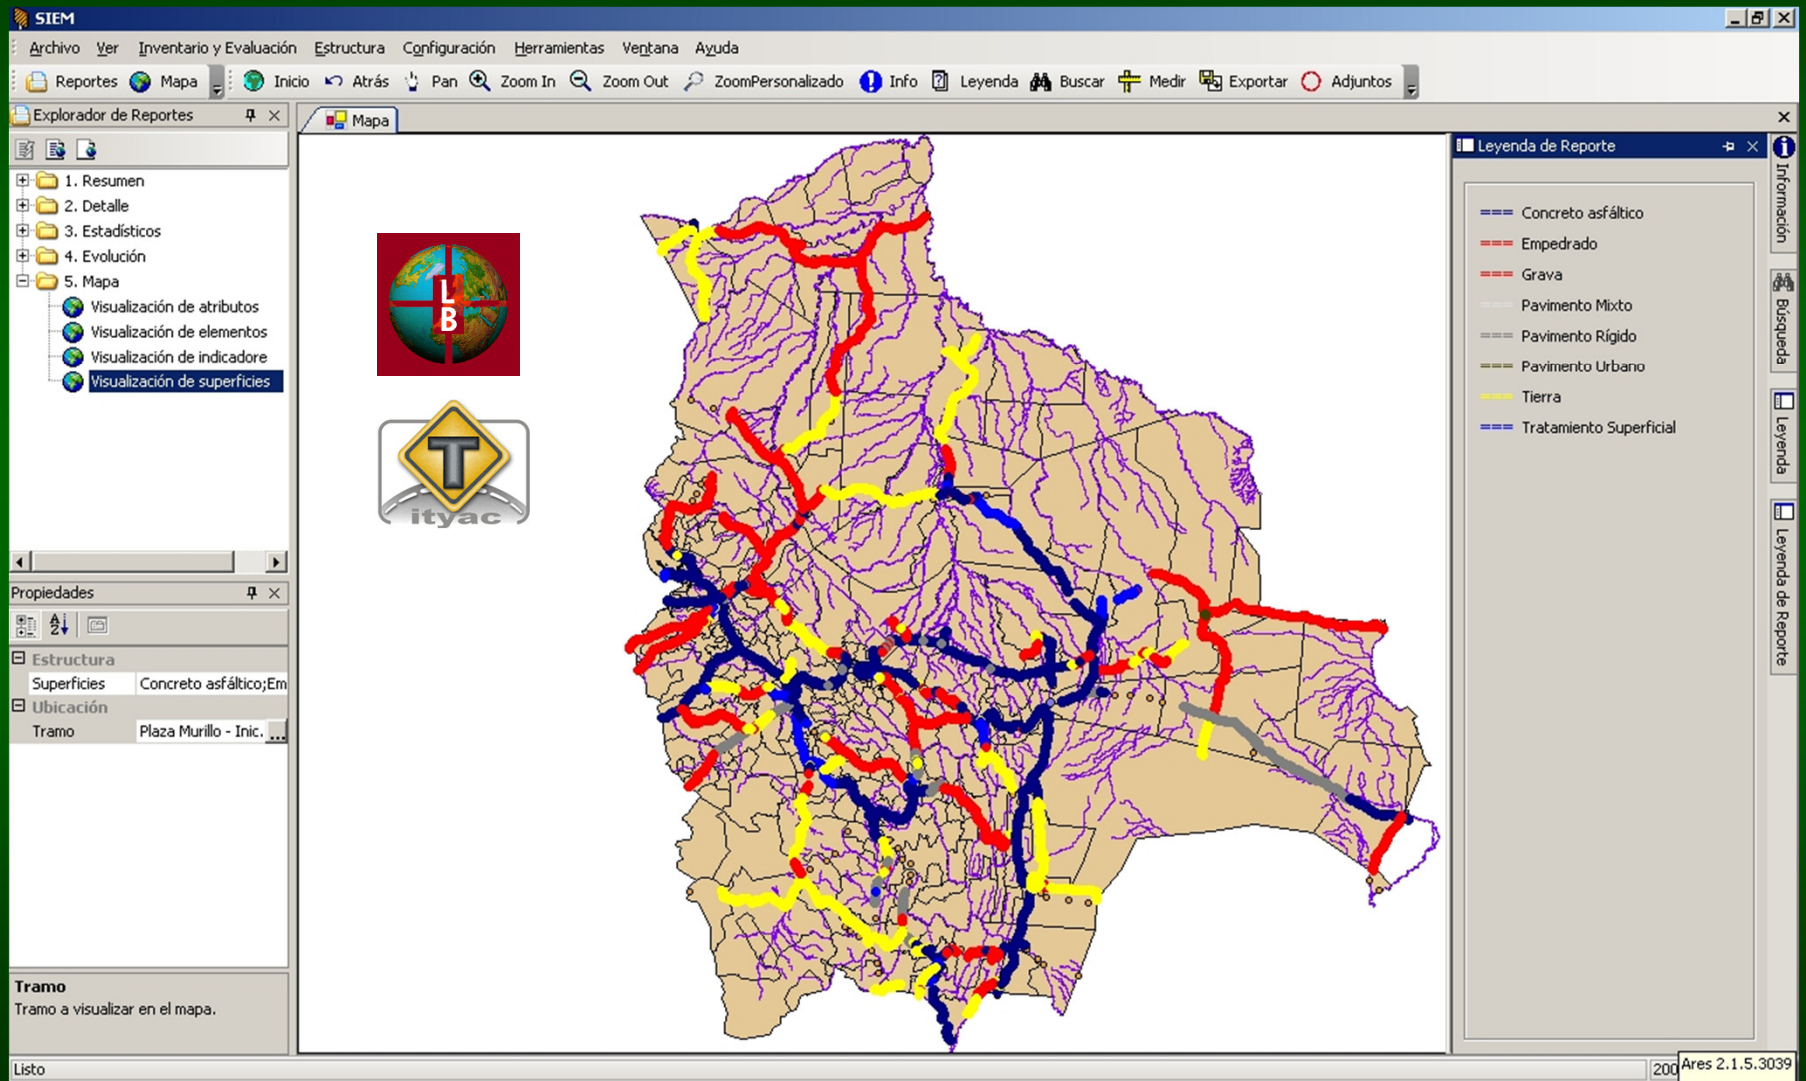 SIEM
Archivo Ver Inventario y Evaluación Estructura Configuración Herramientas Ventana Ayuda
Reportes Mapa Inicio Atrás Pan Zoom In Zoom Out ZoomPersonalizado Info Leyenda Buscar Medir Exportar Adjuntos
Explorador de Reportes
1. Resumen
2. Detalle
3. Estadísticos
4. Evolución
5. Mapa
Visualización de atributos
Visualización de elementos
Visualización de indicadore
Visualización de superficies
Propiedades
Estructura
Superficies Concreto asfáltico;Em
Ubicación
Tramo Plaza Murillo - Inic. ...
Tramo
Tramo a visualizar en el mapa.
Listo
Mapa
L
B
T
ityac
Leyenda de Reporte
Concreto asfáltico
Empedrado
Grava
Pavimento Mixto
Pavimento Rígido
Pavimento Urbano
Tierra
Tratamiento Superficial
Información
Búsqueda
Leyenda
Leyenda de Reporte
200
Ares 2.1.5.3039